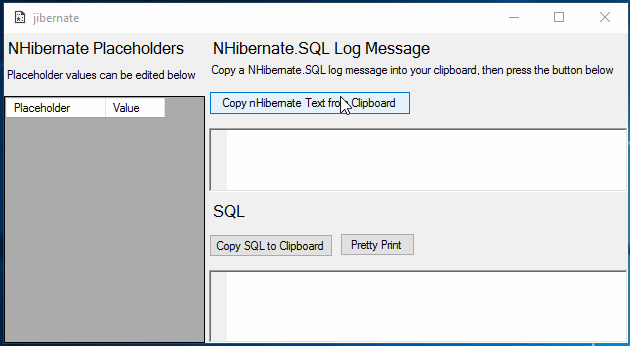 jibernate
NHibernate Placeholders
Placeholder values can be edited below
Placeholder Value
NHibernate.SQL Log Message
Copy a NHibernate.SQL log message into your clipboard, then press the button below
Copy nHibernate Text from Clipboard
SQL
Copy SQL to Clipboard Pretty Print